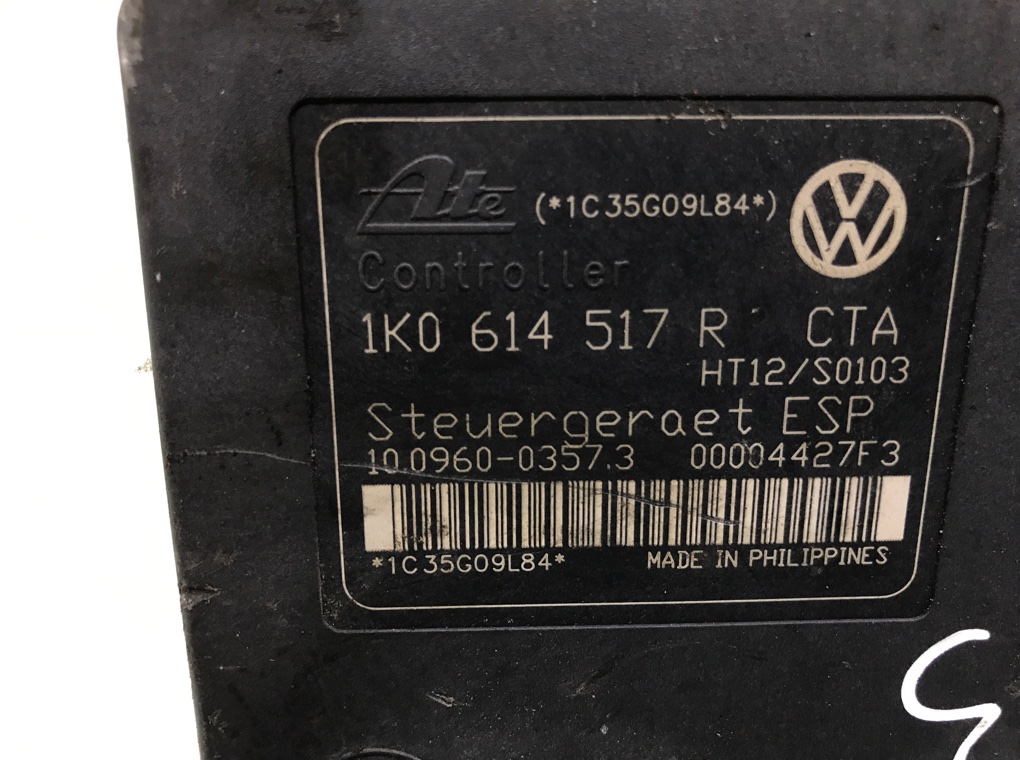 Ate (*1C35G09L84*)
Controller
1K0 614 517 R CTA
HT12/S0103
Steuergeraet ESP
10.0960-0357.3 00004427F3
*1C35G09L84* MADE IN PHILIPPINES